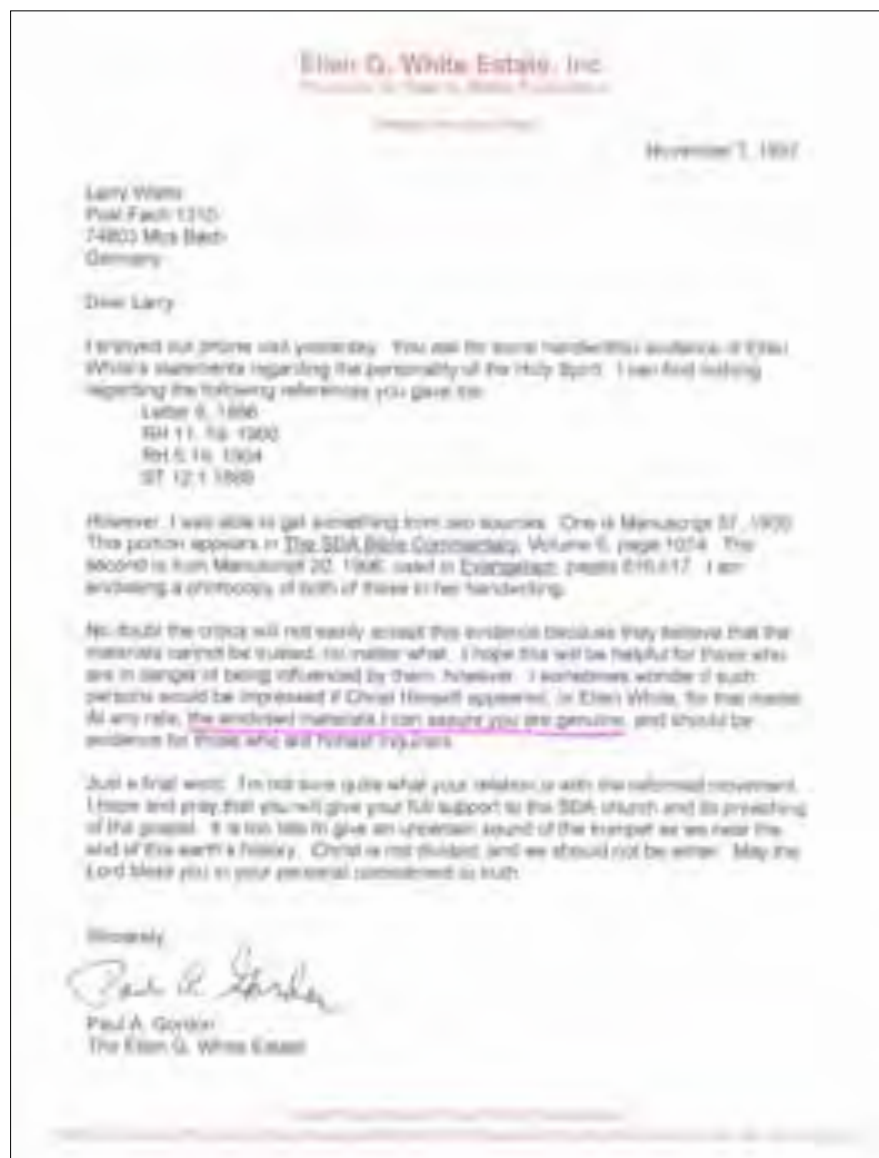 Ellen G. White Estate, Inc.
November 7, 1997
Larry Watts
Post Fach 1310
74803 Mos Bach
Germany
Dear Larry
I enjoyed our phone visit yesterday. You ask for some handwritten evidence of Ellen
White's statements regarding the personality of the Holy Spirit. I can find nothing
regarding the following references you gave me:
Letter 8, 1896
RH 11. 19. 1900
RH 5 19, 1904
ST 12 1
However, I was able to get something from two sources. One is Manuscript 57, 1900
This portion appears in The SDA Bible Commentary, Volume 6, page 1074. The
second is from Manuscript 20, 1906, used in Evangelism, pages 616,617. I am
enclosing a photocopy of both of these in her handwriting.
No doubt the critics will not easily accept this evidence because they believe that the
materials cannot be trusted, no matter what. I hope this will be helpful for those who
are in danger of being influenced by them, however. I sometimes wonder if such
persons would be impressed if Christ Himself appeared, or Ellen White, for that matter.
At any rate, the enclosed materials I can assure you are genuine, and should be
evidence for those who are honest inquirers.
Just a final word. I'm not sure quite what your relation is with the reformed movement.
I hope and pray that you will give your full support to the SDA church and its preaching
of the gospel. It is too late to give an uncertain sound of the trumpet as we near the
end of this earth's history. Christ is not divided, and we should not be either. May the
Lord bless you in your personal commitment to truth.
Sincerely,
Paul A Gordon
Paul A. Gordon
The Ellen G. White Estate